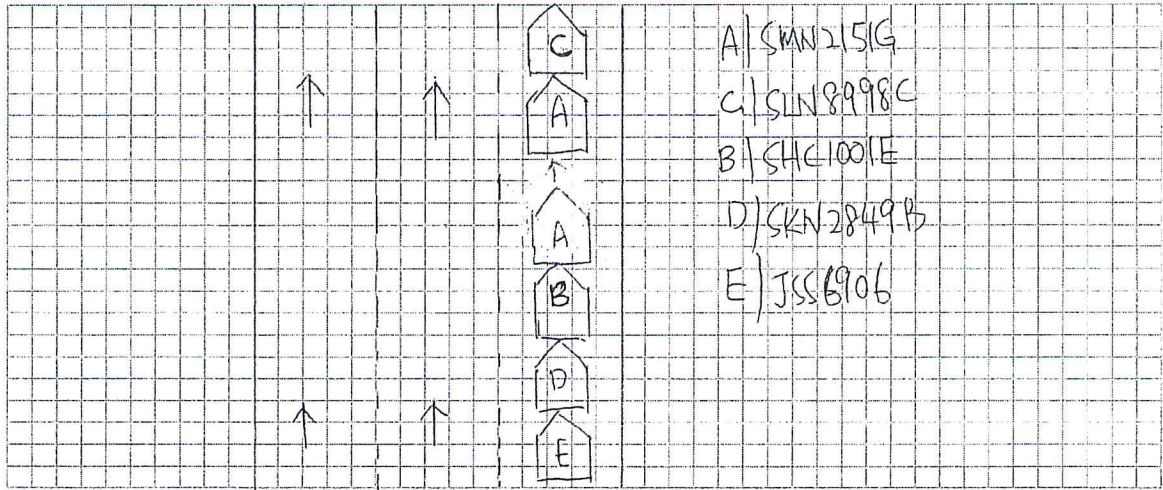 C
A
A
B
D
E
A | SMN2151G
C | SLN8998C
B | SHC1001E
D | SKN2849B
E | JSS6906